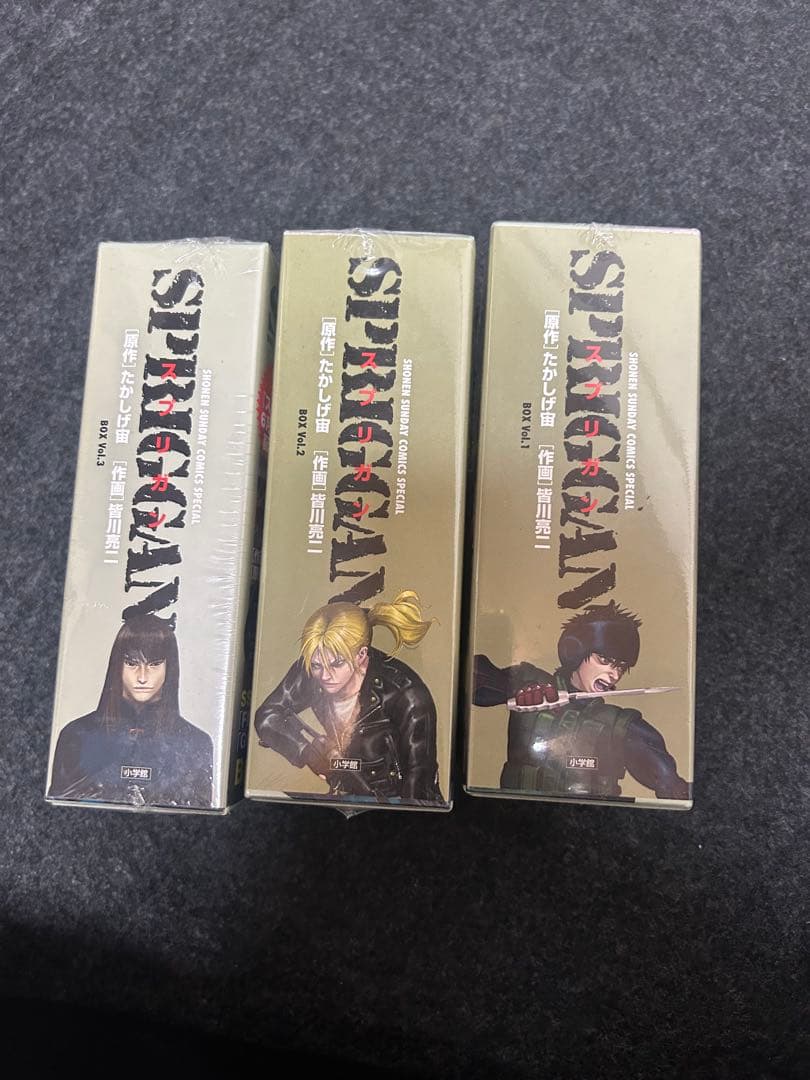 SPRIGGAN
スプリガン
SHONEN SUNDAY COMICS SPECIAL
[原作]たかしげ宙 [作画]皆川亮二
BOX Vol.3
小学館
SPRIGGAN
スプリガン
SHONEN SUNDAY COMICS SPECIAL
[原作]たかしげ宙 [作画]皆川亮二
BOX Vol.2
小学館
SPRIGGAN
スプリガン
SHONEN SUNDAY COMICS SPECIAL
[原作]たかしげ宙 [作画]皆川亮二
BOX Vol.1
小学館